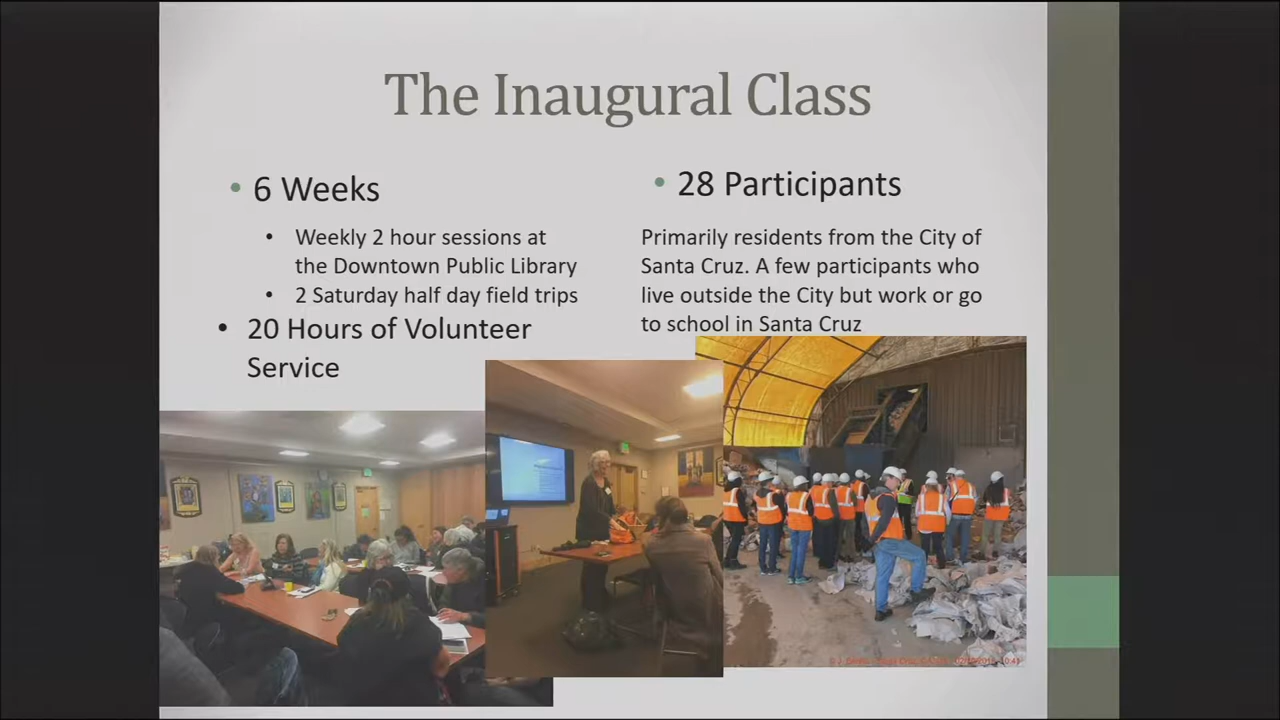 The Inaugural Class
• 6 Weeks
• Weekly 2 hour sessions at
the Downtown Public Library
• 2 Saturday half day field trips
• 20 Hours of Volunteer
Service
• 28 Participants
Primarily residents from the City of
Santa Cruz. A few participants who
live outside the City but work or go
to school in Santa Cruz